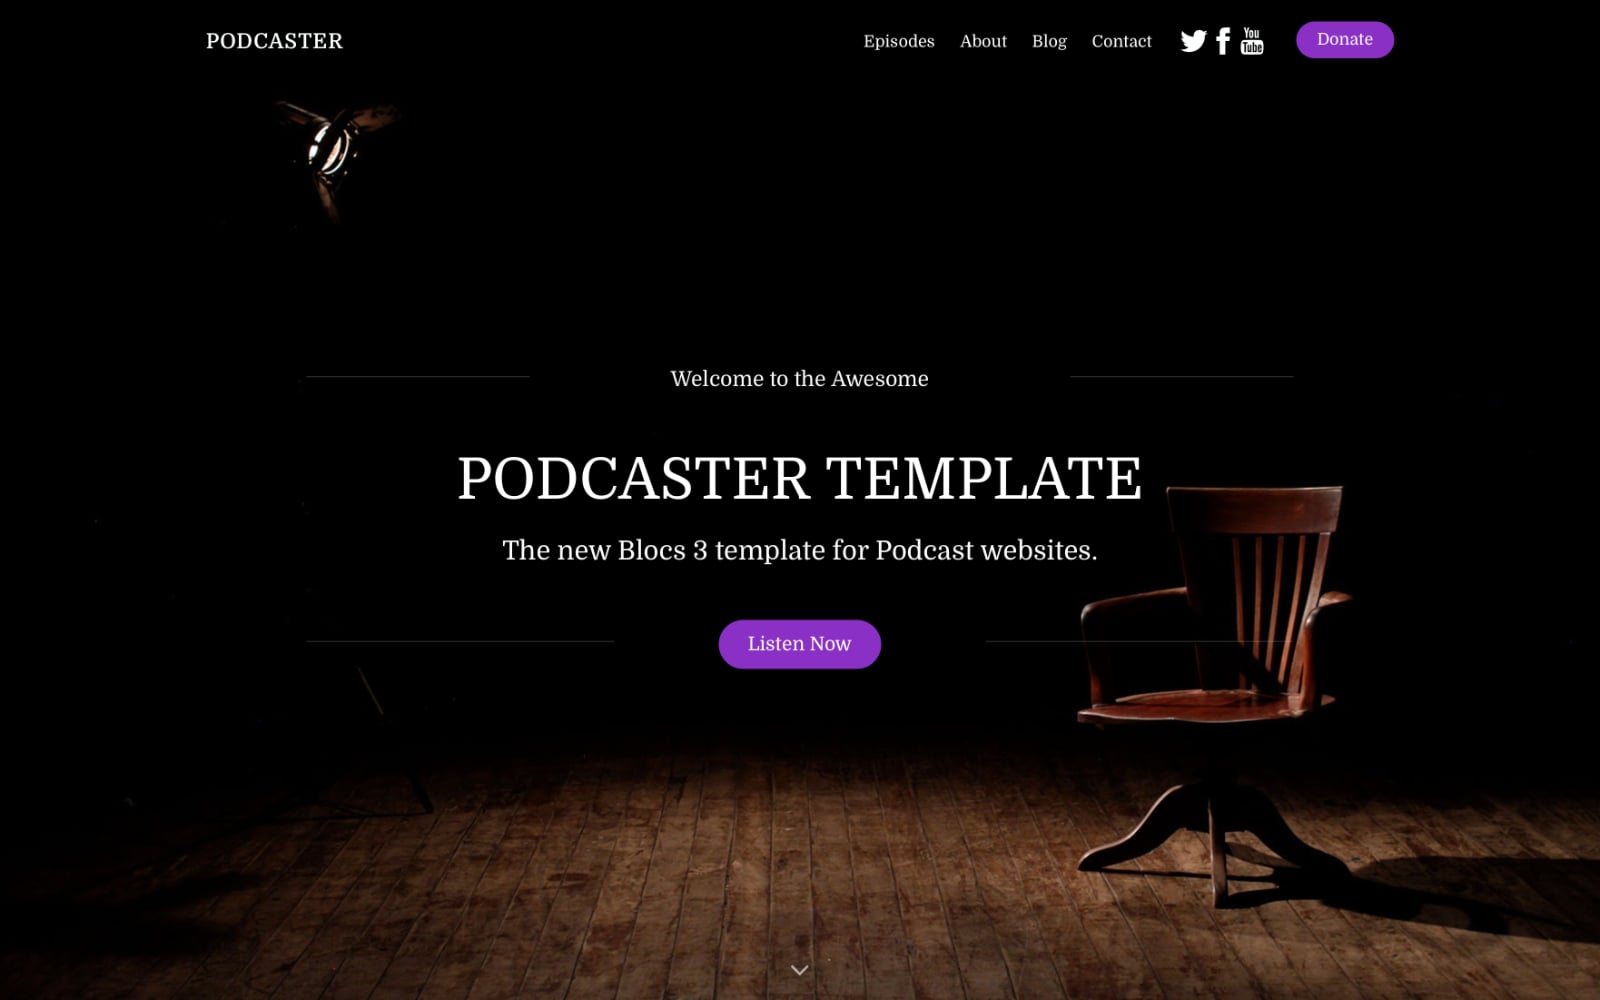 PODCASTER
Episodes About Blog Contact You Tube Donate
Welcome to the Awesome
PODCASTER TEMPLATE
The new Blocs 3 template for Podcast websites.
Listen Now